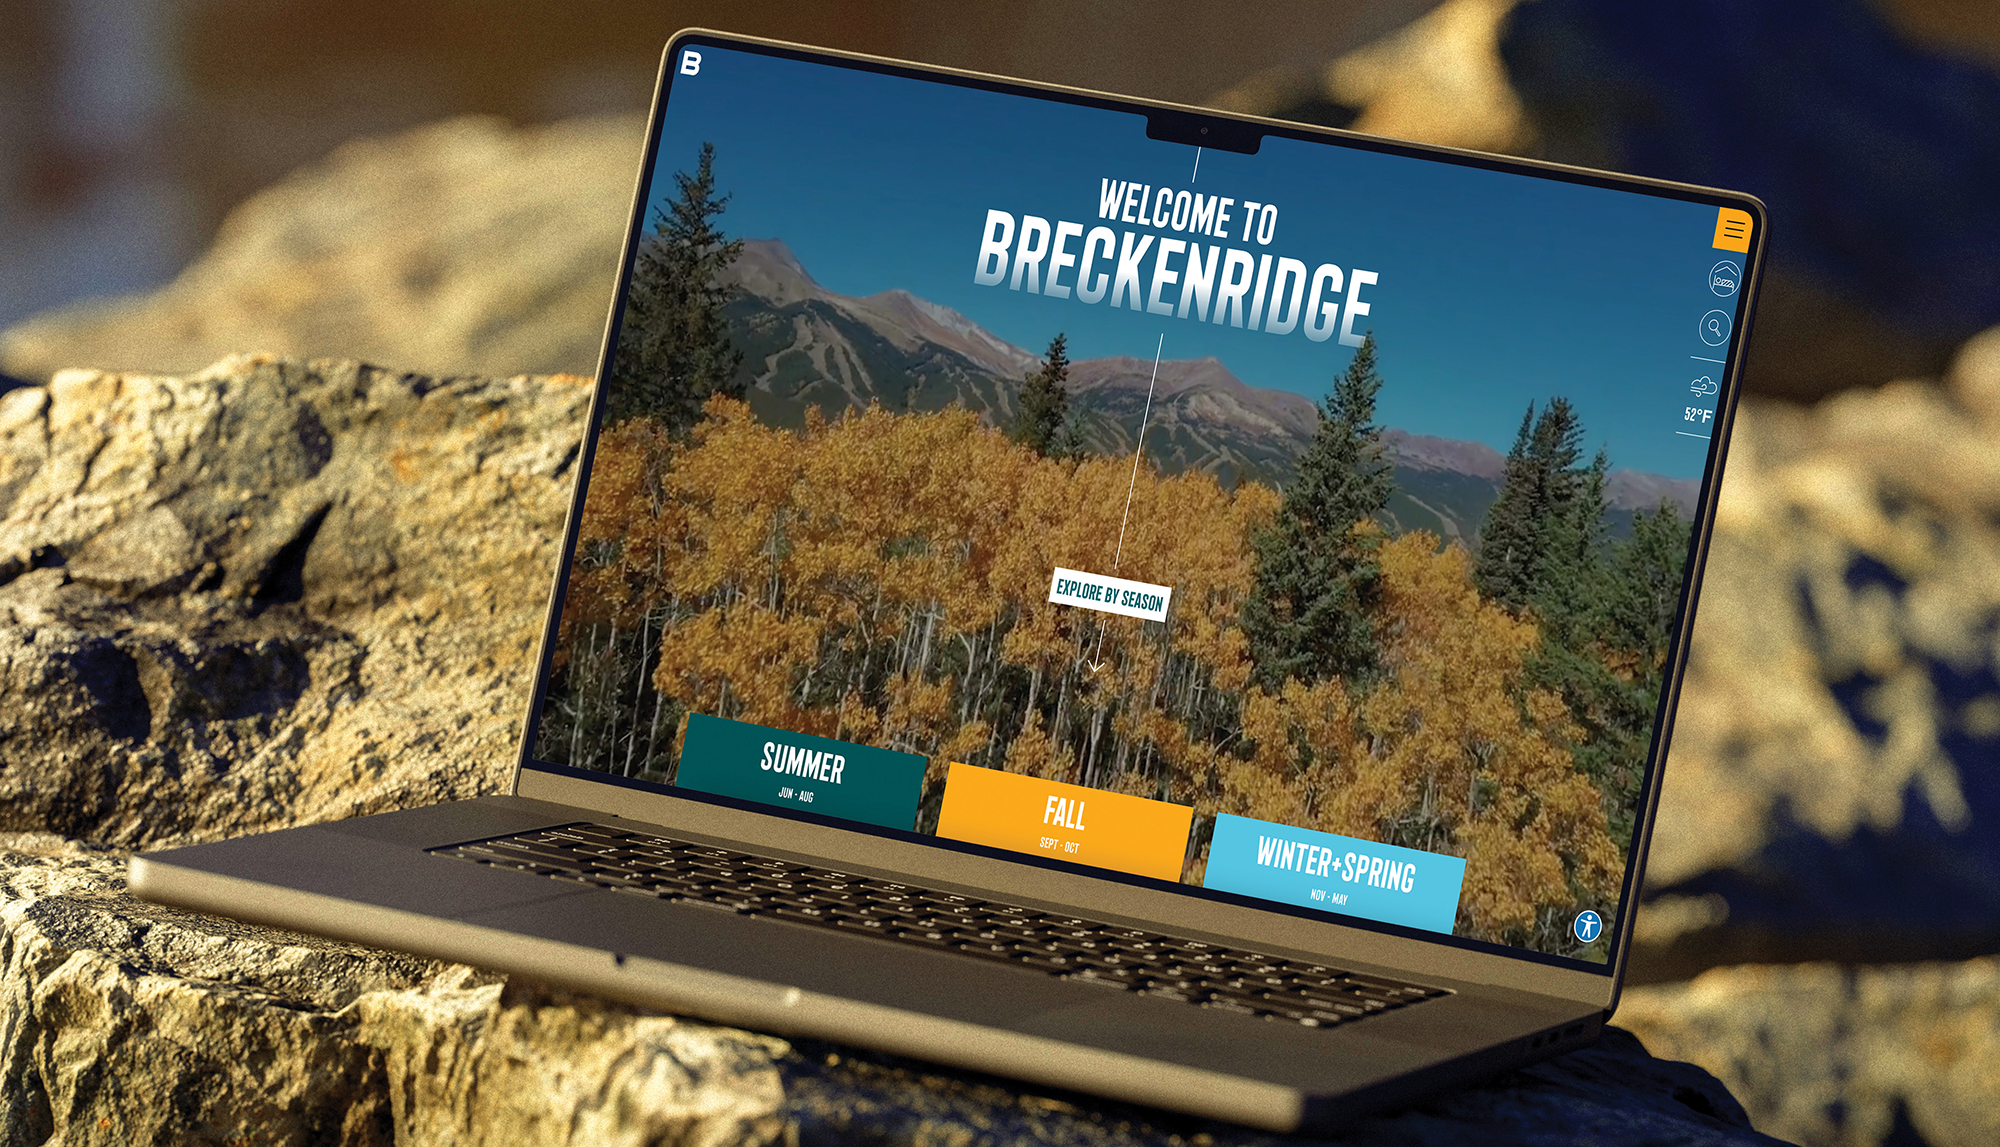 B
WELCOME TO
BRECKENRIDGE
52°F
EXPLORE BY SEASON
SUMMER
JUN - AUG
FALL
SEPT - OCT
WINTER+SPRING
NOV - MAY